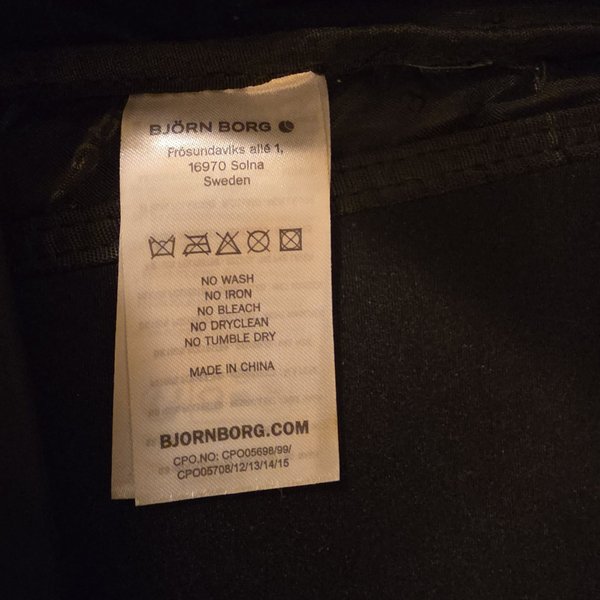 BJÖRN BORG
Frösundaviks allé 1,
16970 Solna
Sweden
NO WASH
NO IRON
NO BLEACH
NO DRYCLEAN
NO TUMBLE DRY
MADE IN CHINA
BJORNBORG.COM
CPO.NO: CPO05698/99/
CPO05708/12/13/14/15